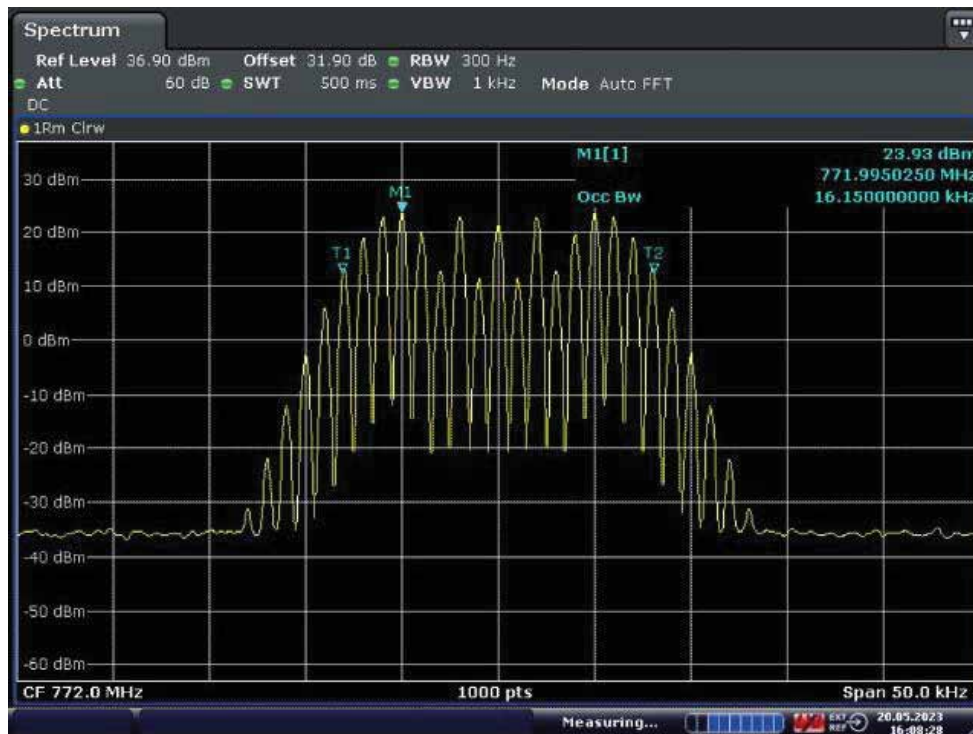 Spectrum
Ref Level 36.90 dBm Offset 31.90 dB RBW 300 Hz
Att 60 dB SWT 500 ms VBW 1 kHz Mode Auto FFT
DC
1Rm Clrw
M1[1] 23.93 dBm
771.9950250 MHz
Occ Bw 16.150000000 kHz
30 dBm
M1
20 dBm
T1 T2
10 dBm
0 dBm
-10 dBm
-20 dBm
-30 dBm
-40 dBm
-50 dBm
-60 dBm
CF 772.0 MHz 1000 pts Span 50.0 kHz
Measuring... EXT REF 20.05.2023
16:08:28